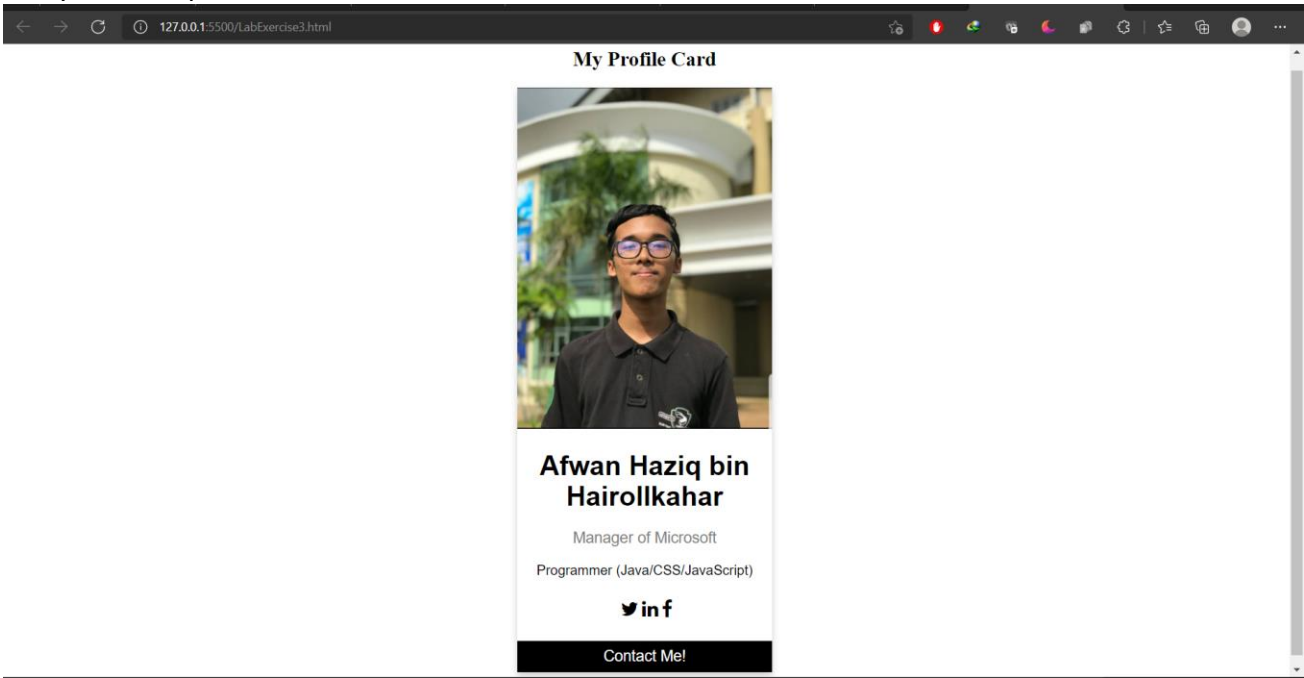 127.0.0.1:5500/LabExercise3.html
My Profile Card
Afwan Haziq bin
Hairollkahar
Manager of Microsoft
Programmer (Java/CSS/JavaScript)
in f
Contact Me!